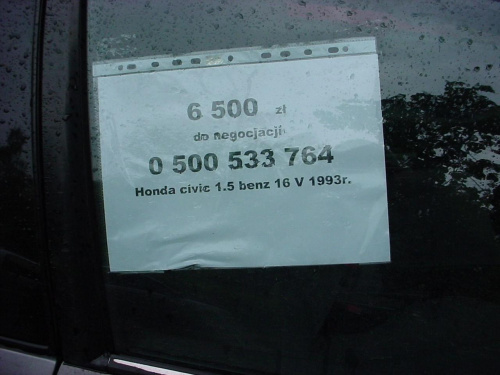 6 500 zł
do negocjacji
0 500 533 764
Honda civic 1.5 benz 16 V 1993r.